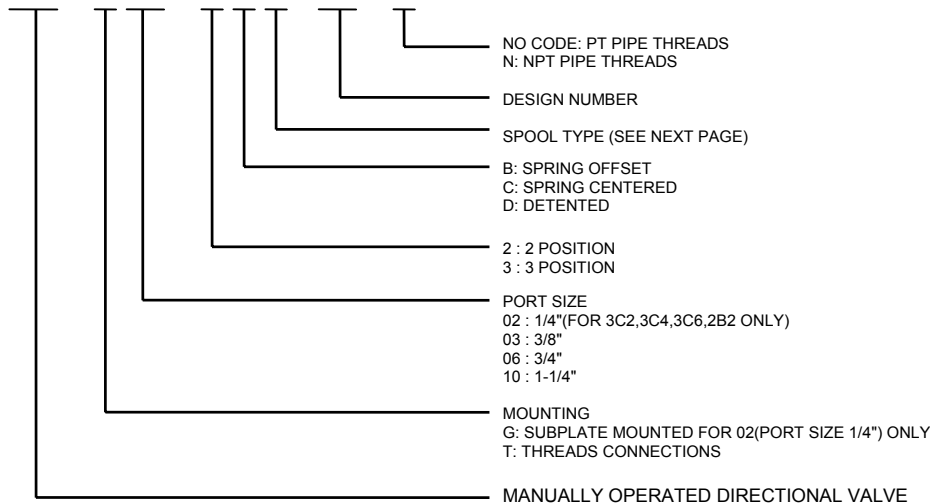 NO CODE: PT PIPE THREADS
N: NPT PIPE THREADS
DESIGN NUMBER
SPOOL TYPE (SEE NEXT PAGE)
B: SPRING OFFSET
C: SPRING CENTERED
D: DETENTED
2 : 2 POSITION
3 : 3 POSITION
PORT SIZE
02 : 1/4"(FOR 3C2,3C4,3C6,2B2 ONLY)
03 : 3/8"
06 : 3/4"
10 : 1-1/4"
MOUNTING
G: SUBPLATE MOUNTED FOR 02(PORT SIZE 1/4") ONLY
T: THREADS CONNECTIONS
MANUALLY OPERATED DIRECTIONAL VALVE